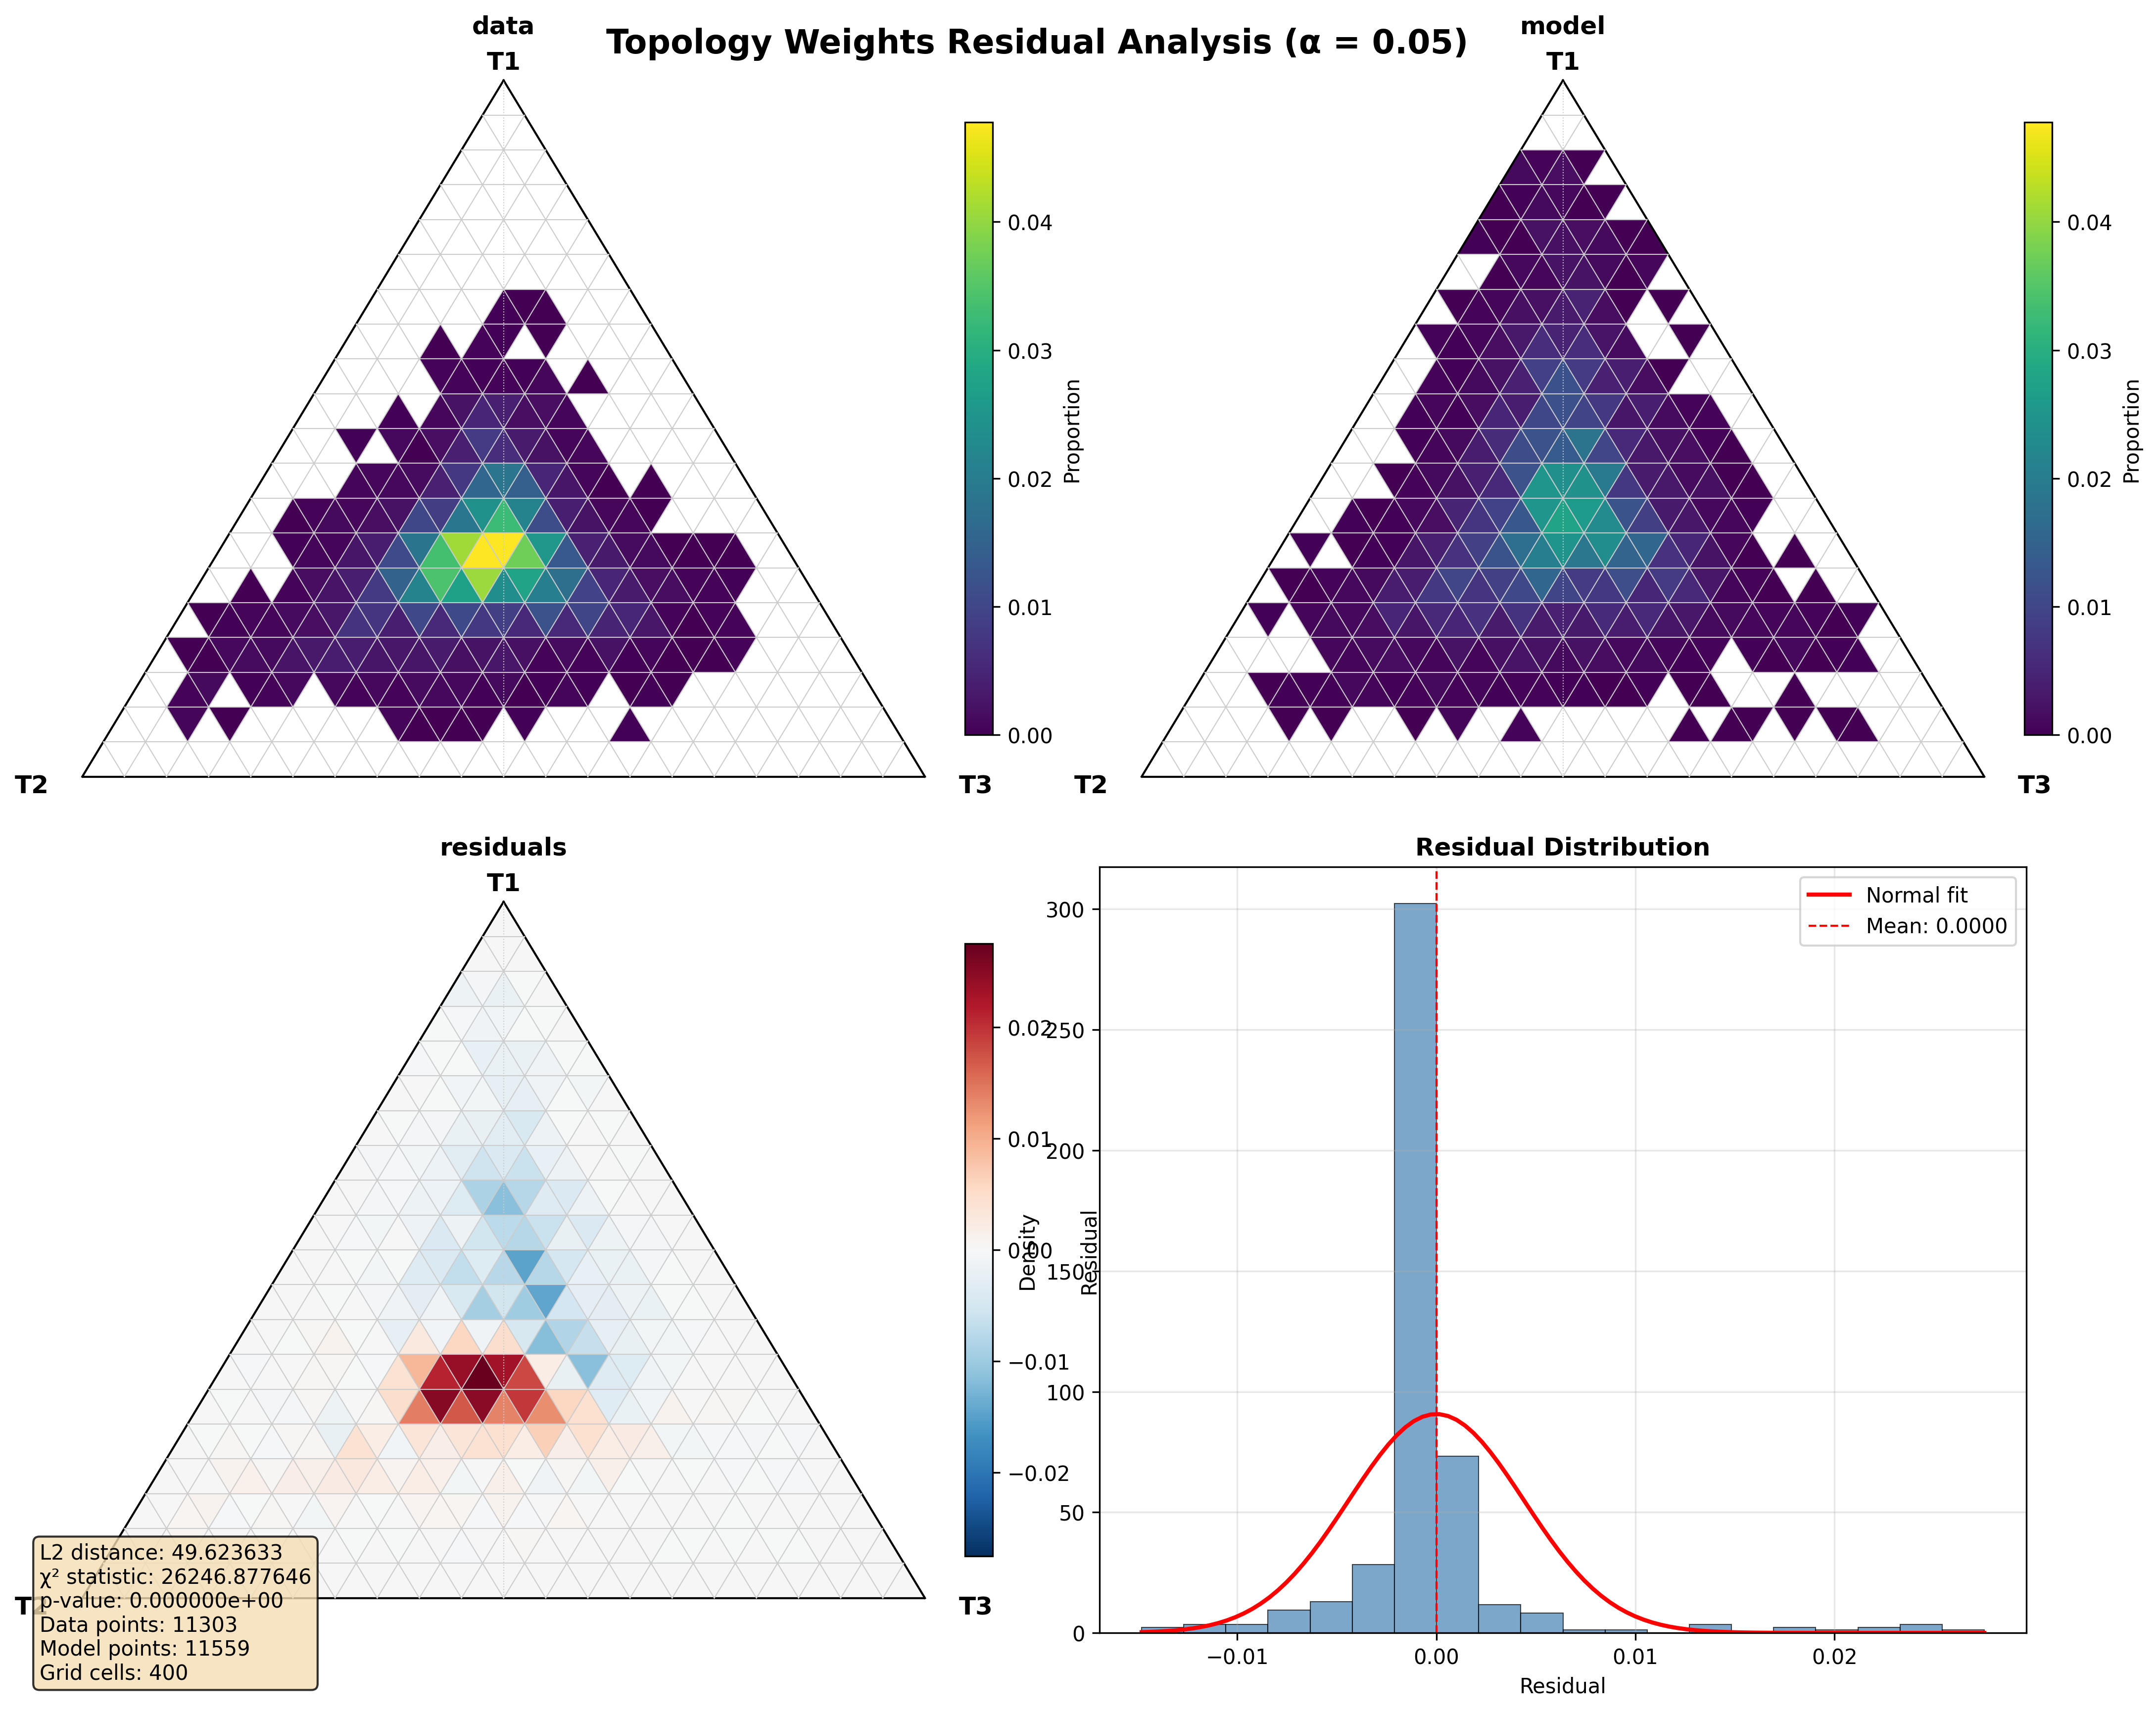 Topology Weights Residual Analysis (α = 0.05)
data
T1
T2
T3
0.04
0.03
0.02
0.01
0.00
Proportion
model
T1
T2
T3
0.04
0.03
0.02
0.01
0.00
Proportion
residuals
T1
T3
0.02
0.01
0.00
−0.01
−0.02
Residual
L2 distance: 49.623633
χ² statistic: 26246.877646
p-value: 0.000000e+00
Data points: 11303
Model points: 11559
Grid cells: 400
Residual Distribution
Normal fit
Mean: 0.0000
300
250
200
150
100
50
0
Density
−0.01
0.00
0.01
0.02
Residual